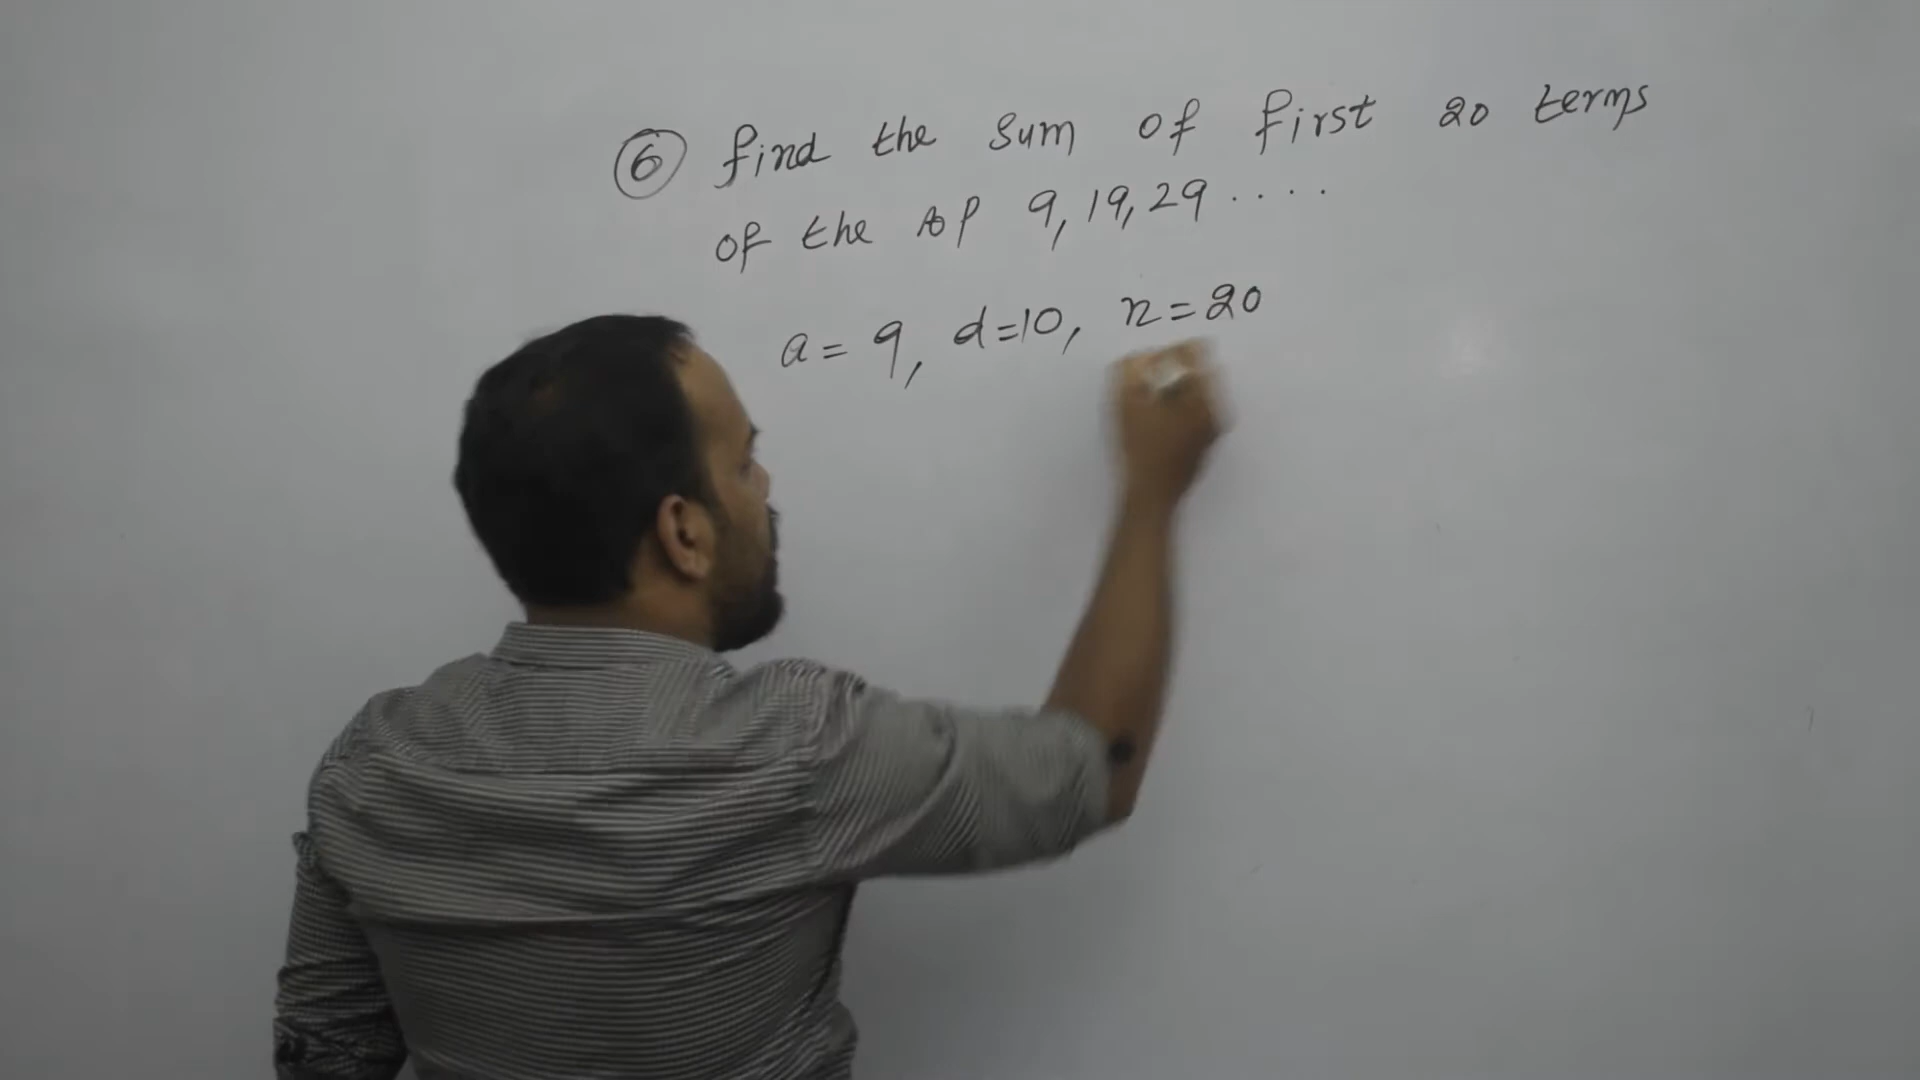 ⑥ find the sum of first 20 terms
of the AP 9, 19, 29 ....
a = 9, d=10, n=20